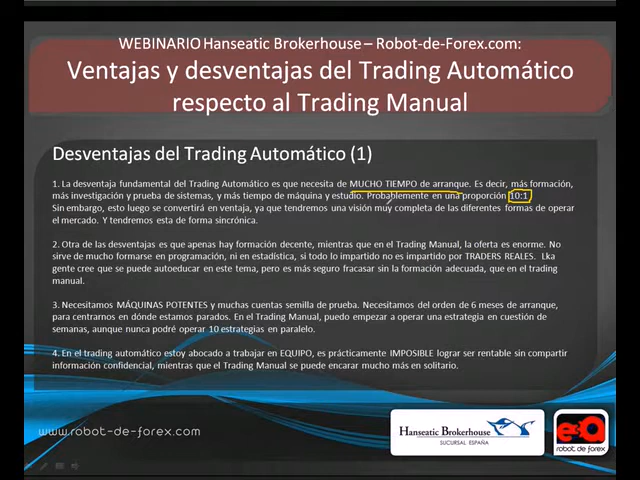 WEBINARIO Hanseatic Brokerhouse – Robot-de-Forex.com:
Ventajas y desventajas del Trading Automático
respecto al Trading Manual
Desventajas del Trading Automático (1)
1. La desventaja fundamental del Trading Automático es que necesita de MUCHO TIEMPO de arranque. Es decir, más formación,
más investigación y prueba de sistemas, y más tiempo de máquina y estudio. Probablemente en una proporción 10:1
Sin embargo, esto luego se convertirá en ventaja, ya que tendremos una visión muy completa de las diferentes formas de operar
el mercado. Y tendremos esta de forma sincrónica.
2. Otra de las desventajas es que apenas hay formación decente, mientras que en el Trading Manual, la oferta es enorme. No
sirve de mucho formarse en programación, ni en estadística, si todo lo impartido no es impartido por TRADERS REALES. Lka
gente cree que se puede autoeducar en este tema, pero es más seguro fracasar sin la formación adecuada, que en el trading
manual.
3. Necesitamos MÁQUINAS POTENTES y muchas cuentas semilla de prueba. Necesitamos del orden de 6 meses de arranque,
para centrarnos en dónde estamos parados. En el Trading Manual, puedo empezar a operar una estrategia en cuestión de
semanas, aunque nunca podré operar 10 estrategias en paralelo.
4. En el trading automático estoy abocado a trabajar en EQUIPO, es prácticamente IMPOSIBLE lograr ser rentable sin compartir
información confidencial, mientras que el Trading Manual se puede encarar mucho más en solitario.
www.robot-de-forex.com
Hanseatic Brokerhouse
SUCURSAL ESPAÑA
robot de forex